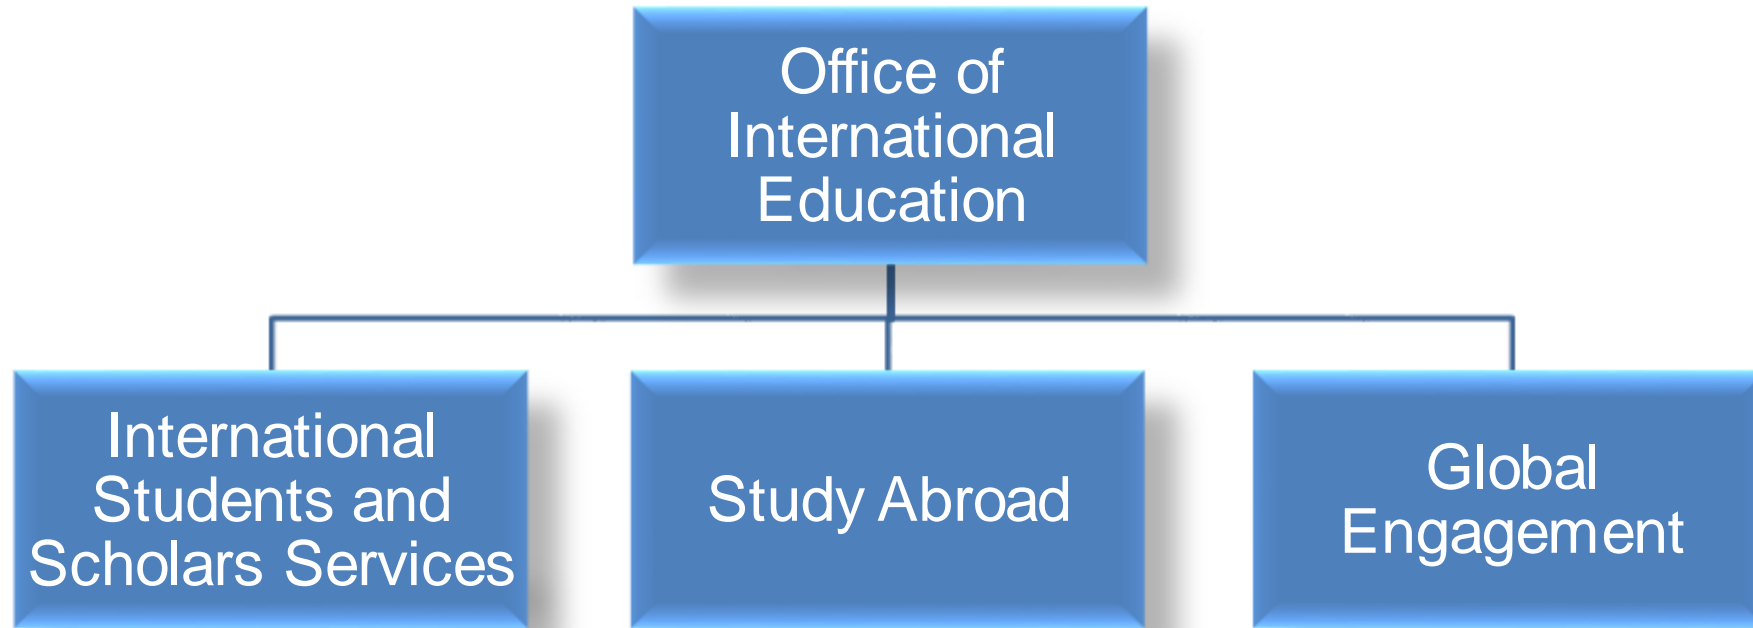 Office of
International
Education
International
Students and
Scholars Services
Study Abroad
Global
Engagement